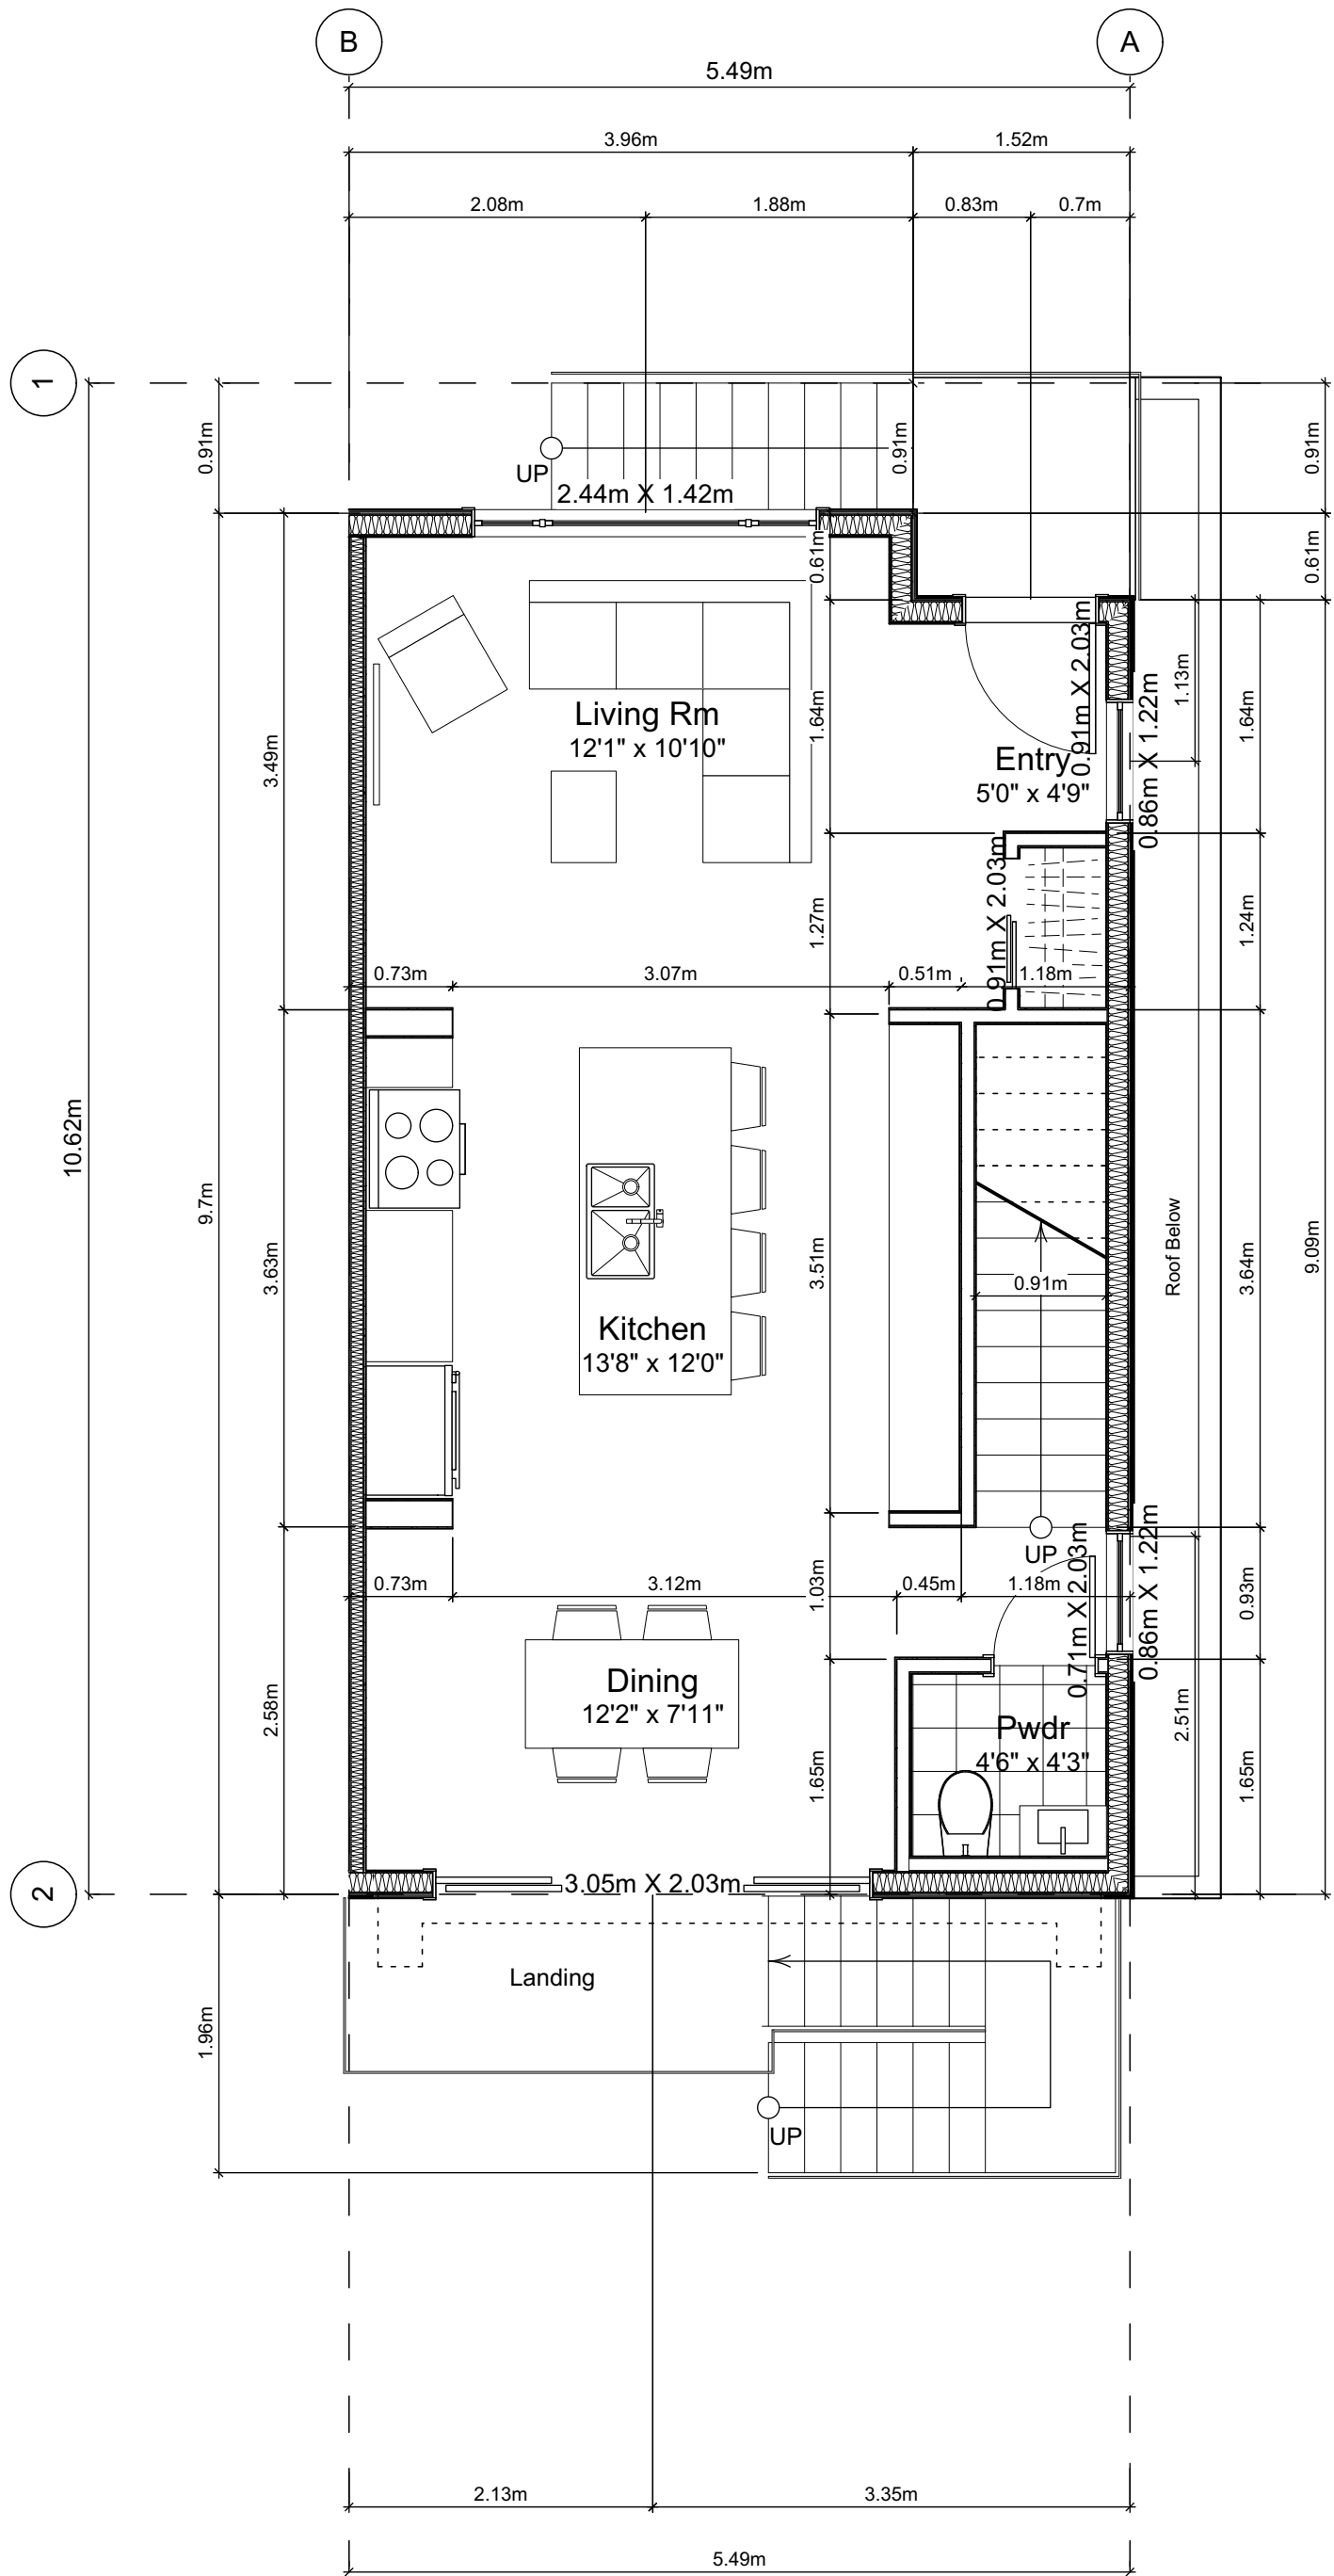 B
A
5.49m
3.96m
1.52m
2.08m
1.88m
0.83m
0.7m
1
0.91m
UP
0.91m
0.91m
2.44m X 1.42m
0.61m
0.61m
0.91m X 2.03m
1.13m
Living Rm
12'1" x 10'10"
1.64m
Entry
5'0" x 4'9"
0.86m X 1.22m
1.64m
3.49m
1.27m
0.91m X 2.03m
1.24m
0.73m
3.07m
0.51m
1.18m
10.62m
9.7m
3.63m
3.51m
0.91m
Roof Below
3.64m
9.09m
Kitchen
13'8" x 12'0"
UP
0.73m
3.12m
1.03m
0.45m
1.18m
0.71m X 2.03m
0.86m X 1.22m
0.93m
Dining
12'2" x 7'11"
2.58m
1.65m
Pwdr
4'6" x 4'3"
2.51m
1.65m
2
3.05m X 2.03m
Landing
1.96m
UP
2.13m
3.35m
5.49m